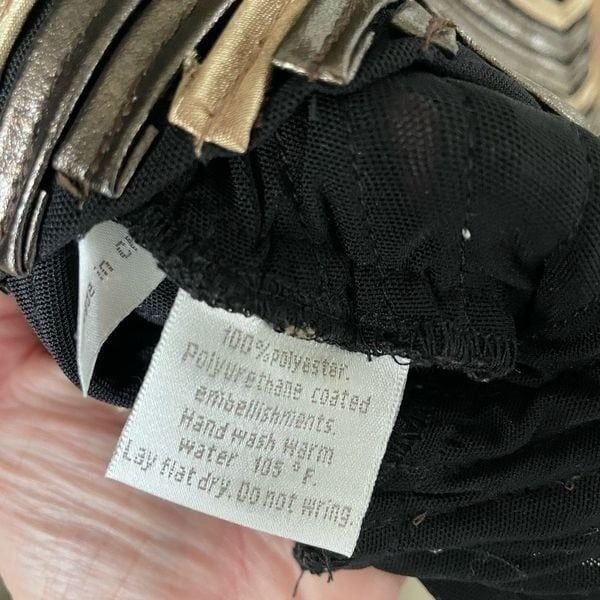 100%polyester.
Polyurethane coated
embellishments.
Hand wash warm
water 105 °F.
Lay flat dry. Do not wring.